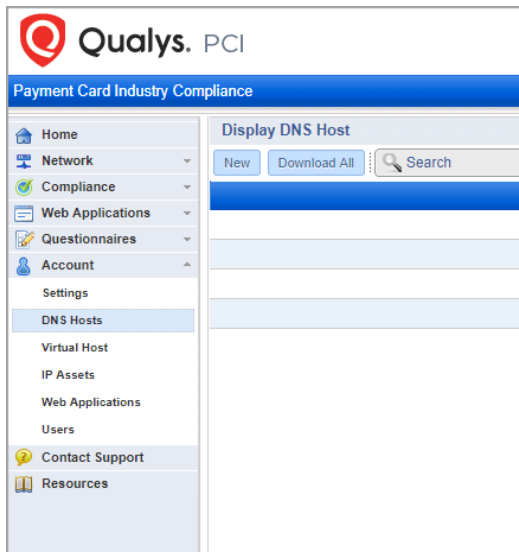 Qualys. PCI
Payment Card Industry Compliance
Home
Network
Compliance
Web Applications
Questionnaires
Account
Settings
DNS Hosts
Virtual Host
IP Assets
Web Applications
Users
Contact Support
Resources
Display DNS Host
New Download All Search